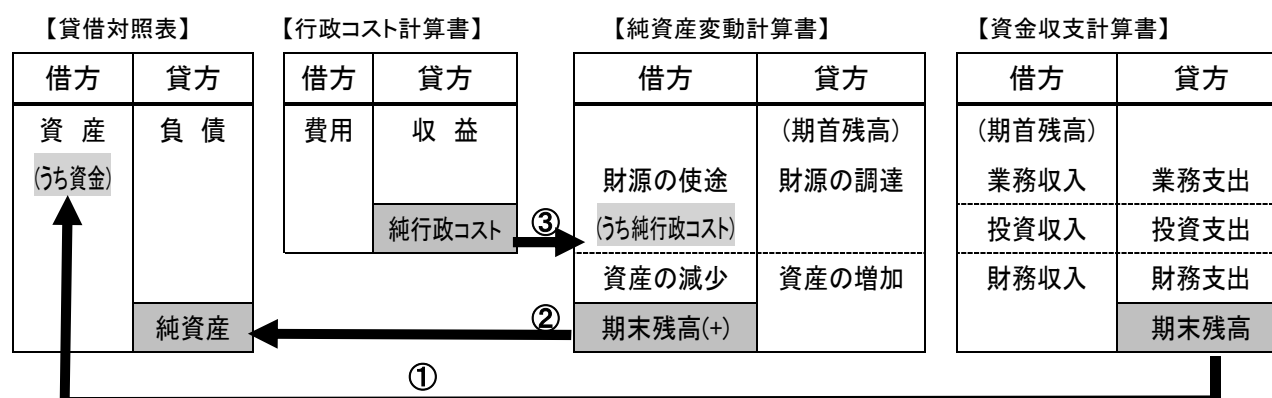 【貸借対照表】 【行政コスト計算書】 【純資産変動計算書】 【資金収支計算書】
借方 貸方 借方 貸方 借方 貸方 借方 貸方
資 産 負 債 費用 収 益 (期首残高) (期首残高)
(うち資金) 財源の使途 財源の調達 業務収入 業務支出
純行政コスト ③ (うち純行政コスト) 投資収入 投資支出
資産の減少 資産の増加 財務収入 財務支出
純資産 ② 期末残高(+) 期末残高
①